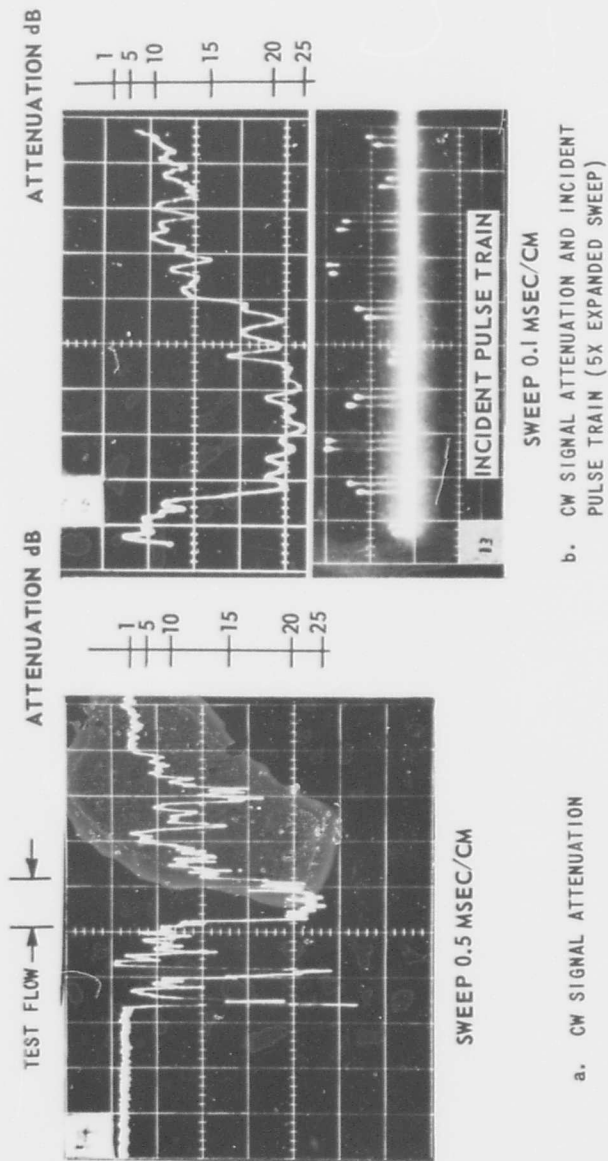 TEST FLOW
ATTENUATION dB
1
5
10
15
20
25
SWEEP 0.5 MSEC/CM
a. CW SIGNAL ATTENUATION
ATTENUATION dB
1
5
10
15
20
25
INCIDENT PULSE TRAIN
13
SWEEP 0.1 MSEC/CM
b. CW SIGNAL ATTENUATION AND INCIDENT
PULSE TRAIN (5X EXPANDED SWEEP)